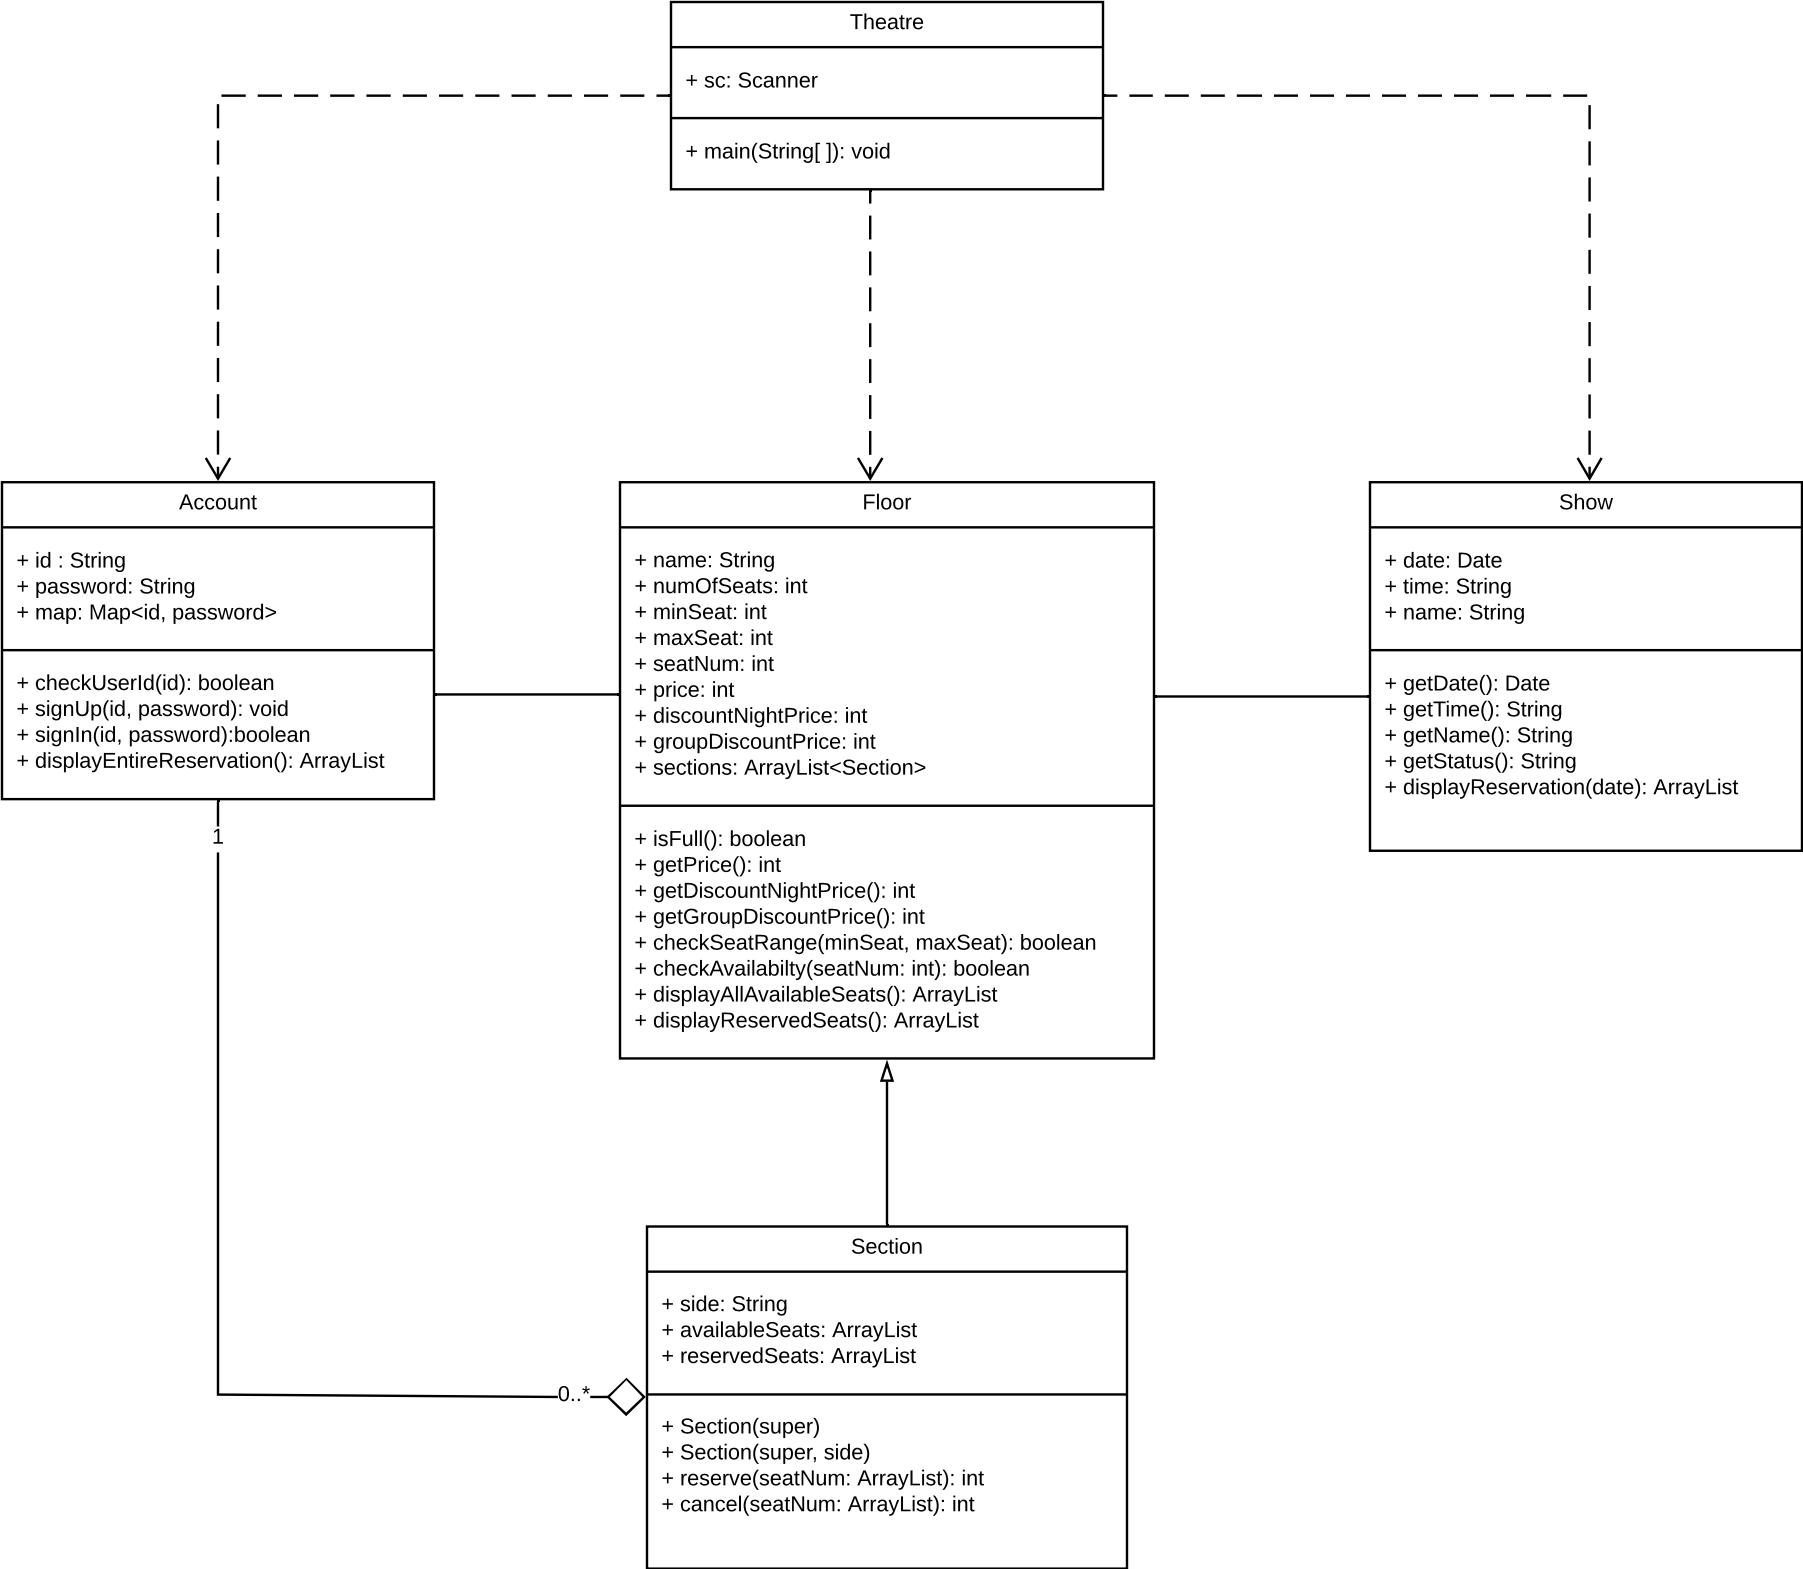 Theatre
+ sc: Scanner
+ main(String[ ]): void
Account
+ id : String
+ password: String
+ map: Map<id, password>
+ checkUserId(id): boolean
+ signUp(id, password): void
+ signIn(id, password):boolean
+ displayEntireReservation(): ArrayList
1
Floor
+ name: String
+ numOfSeats: int
+ minSeat: int
+ maxSeat: int
+ seatNum: int
+ price: int
+ discountNightPrice: int
+ groupDiscountPrice: int
+ sections: ArrayList<Section>
+ isFull(): boolean
+ getPrice(): int
+ getDiscountNightPrice(): int
+ getGroupDiscountPrice(): int
+ checkSeatRange(minSeat, maxSeat): boolean
+ checkAvailabilty(seatNum: int): boolean
+ displayAllAvailableSeats(): ArrayList
+ displayReservedSeats(): ArrayList
Show
+ date: Date
+ time: String
+ name: String
+ getDate(): Date
+ getTime(): String
+ getName(): String
+ getStatus(): String
+ displayReservation(date): ArrayList
0..*
Section
+ side: String
+ availableSeats: ArrayList
+ reservedSeats: ArrayList
+ Section(super)
+ Section(super, side)
+ reserve(seatNum: ArrayList): int
+ cancel(seatNum: ArrayList): int